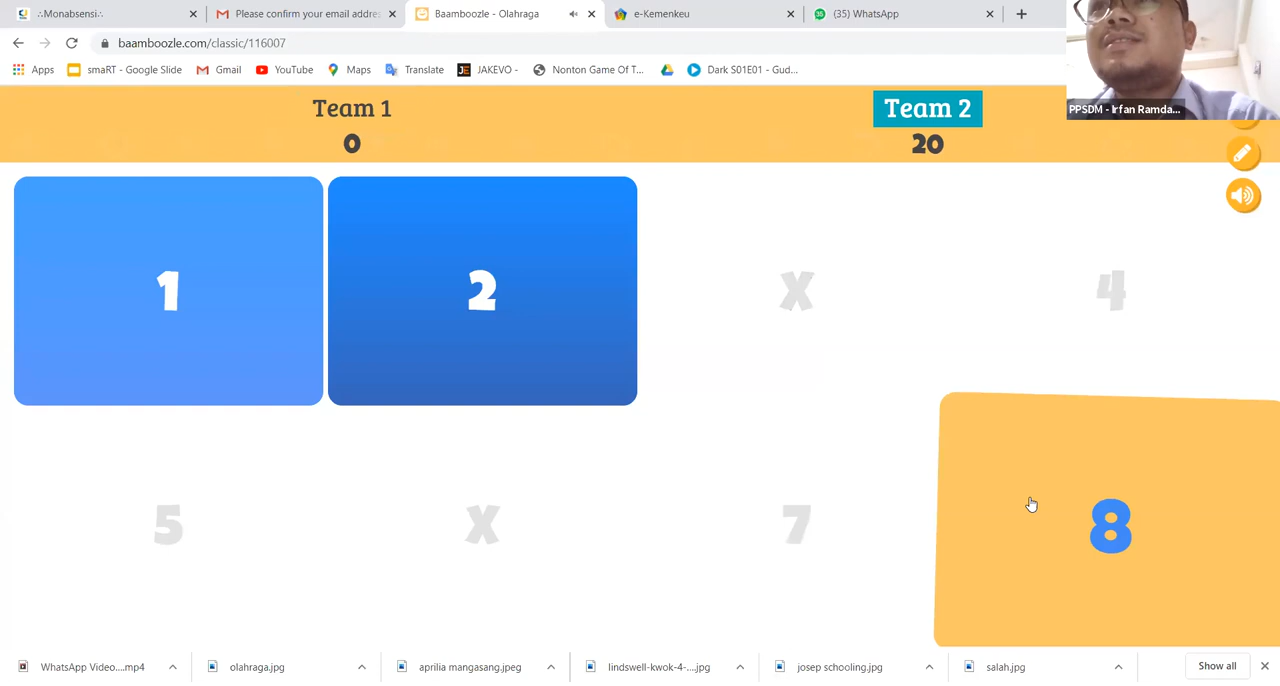 ∴Monabsensi∴
Please confirm your email addre
Baamboozle - Olahraga
e-Kemenkeu
(35) WhatsApp
baamboozle.com/classic/116007
Apps
smaRT - Google Slide
Gmail
YouTube
Maps
Translate
JAKEVO -
Nonton Game Of T...
Dark S01E01 - Gud...
PPSDM - Irfan Ramda...
Team 1
0
Team 2
20
1
2
X
4
5
X
7
8
WhatsApp Video....mp4
olahraga.jpg
aprilia mangasang.jpeg
lindswell-kwok-4-....jpg
josep schooling.jpg
salah.jpg
Show all